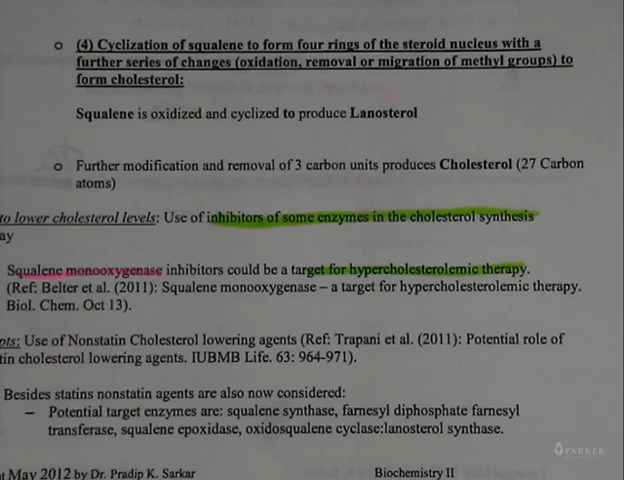 (4) Cyclization of squalene to form four rings of the steroid nucleus with a
further series of changes (oxidation, removal or migration of methyl groups) to
form cholesterol:
Squalene is oxidized and cyclized to produce Lanosterol
o Further modification and removal of 3 carbon units produces Cholesterol (27 Carbon
atoms)
to lower cholesterol levels: Use of inhibitors of some enzymes in the cholesterol synthesis
ay
Squalene monooxygenase inhibitors could be a target for hypercholesterolemic therapy.
(Ref: Belter et al. (2011): Squalene monooxygenase – a target for hypercholesterolemic therapy.
Biol. Chem. Oct 13).
pts: Use of Nonstatin Cholesterol lowering agents (Ref: Trapani et al. (2011): Potential role of
tin cholesterol lowering agents. IUBMB Life. 63: 964-971).
Besides statins nonstatin agents are also now considered:
– Potential target enzymes are: squalene synthase, farnesyl diphosphate farnesyl
transferase, squalene epoxidase, oxidosqualene cyclase:lanosterol synthase.
t May 2012 by Dr. Pradip K. Sarkar Biochemistry II
PARKER